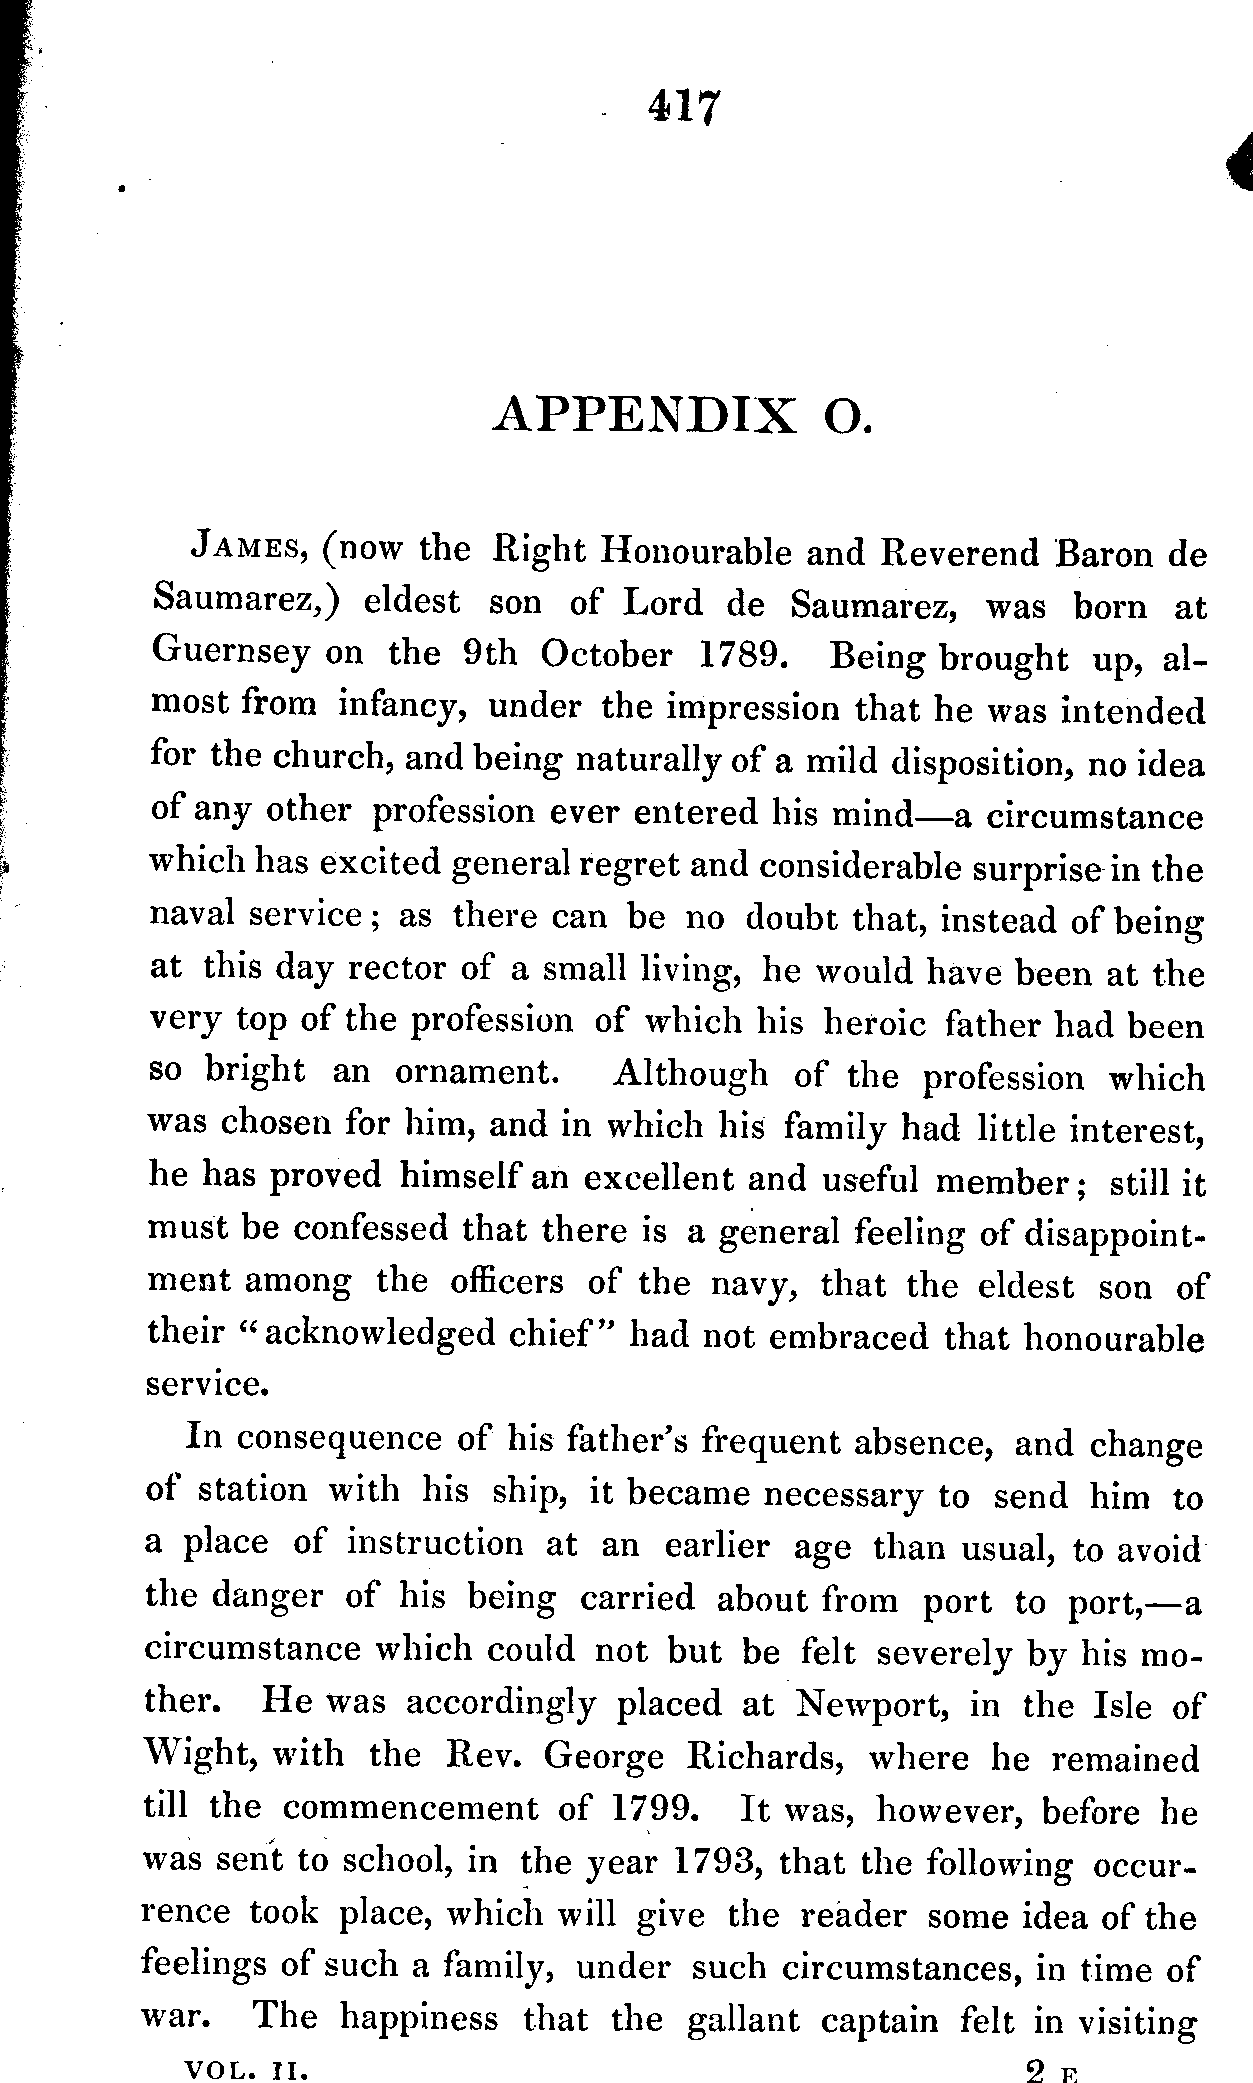 417
APPENDIX O.
JAMES, (now the Right Honourable and Reverend Baron de
Saumarez,) eldest son of Lord de Saumarez, was born at
Guernsey on the 9th October 1789. Being brought up, al-
most from infancy, under the impression that he was intended
for the church, and being naturally of a mild disposition, no idea
of any other profession ever entered his mind—a circumstance
which has excited general regret and considerable surprise in the
naval service; as there can be no doubt that, instead of being
at this day rector of a small living, he would have been at the
very top of the profession of which his heroic father had been
so bright an ornament. Although of the profession which
was chosen for him, and in which his family had little interest,
he has proved himself an excellent and useful member; still it
must be confessed that there is a general feeling of disappoint-
ment among the officers of the navy, that the eldest son of
their “acknowledged chief” had not embraced that honourable
service.
In consequence of his father's frequent absence, and change
of station with his ship, it became necessary to send him to
a place of instruction at an earlier age than usual, to avoid
the danger of his being carried about from port to port,—a
circumstance which could not but be felt severely by his mo-
ther. He was accordingly placed at Newport, in the Isle of
Wight, with the Rev. George Richards, where he remained
till the commencement of 1799. It was, however, before he
was sent to school, in the year 1793, that the following occur-
rence took place, which will give the reader some idea of the
feelings of such a family, under such circumstances, in time of
war. The happiness that the gallant captain felt in visiting
VOL. II. 2 E